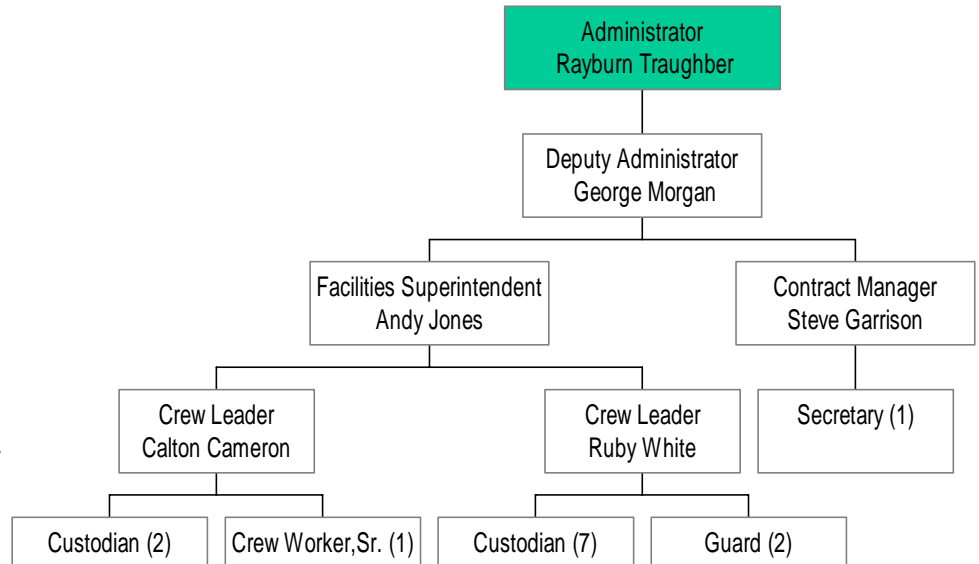 Administrator
Rayburn Traughber
Deputy Administrator
George Morgan
Facilities Superintendent
Andy Jones
Contract Manager
Steve Garrison
Crew Leader
Calton Cameron
Crew Leader
Ruby White
Secretary (1)
Custodian (2)
Crew Worker,Sr. (1)
Custodian (7)
Guard (2)